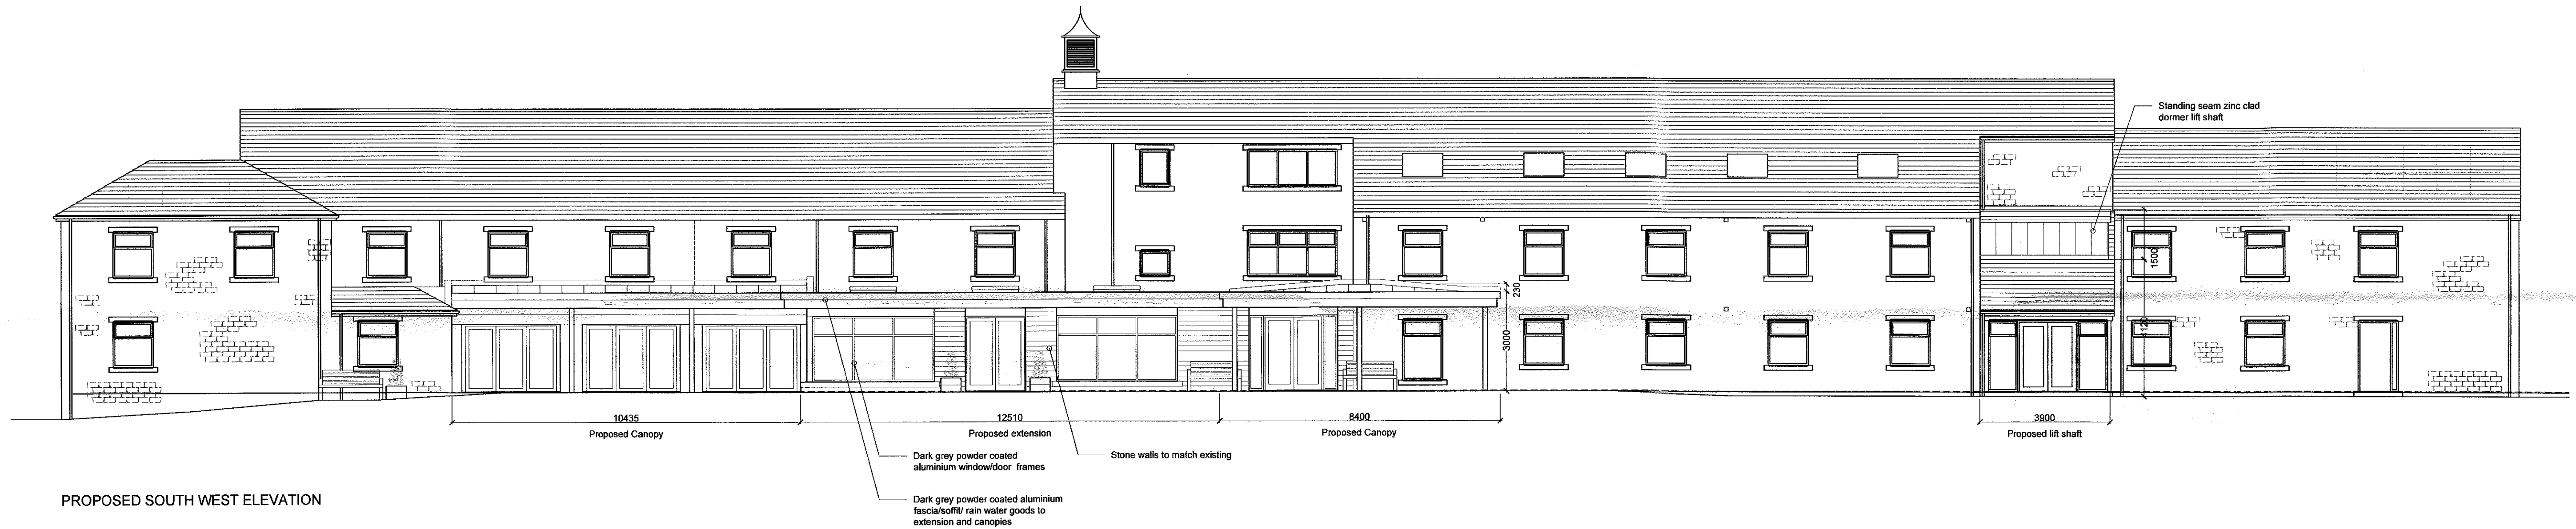 Standing seam zinc clad
dormer lift shaft
1500
230
3000
4120
10435
12510
8400
3900
Proposed Canopy
Proposed extension
Proposed Canopy
Proposed lift shaft
Dark grey powder coated
aluminium window/door frames
Stone walls to match existing
PROPOSED SOUTH WEST ELEVATION
Dark grey powder coated aluminium
fascia/soffit/ rain water goods to
extension and canopies